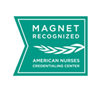 MAGNET
RECOGNIZED
AMERICAN NURSES
CREDENTIALING CENTER